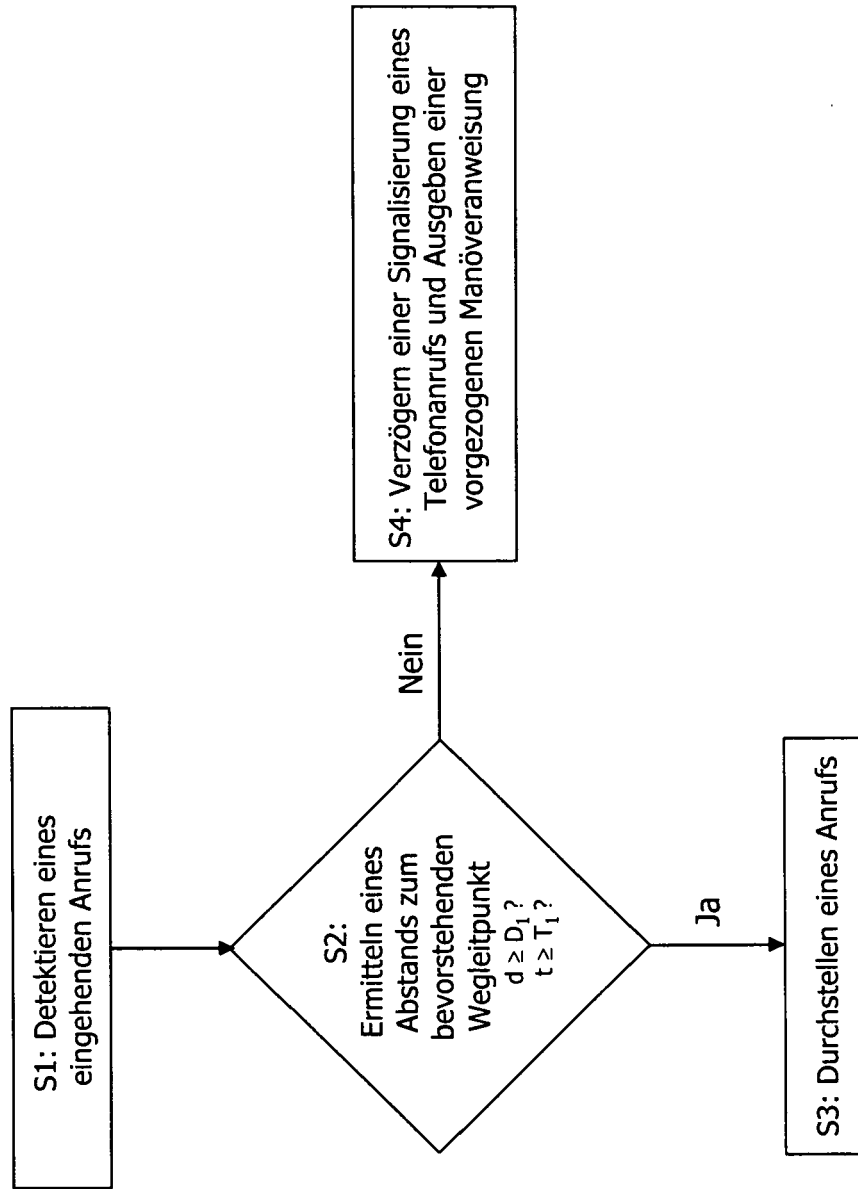 S1: Detektieren eines
eingehenden Anrufs
S2:
Ermitteln eines
Abstands zum
bevorstehenden
Wegleitpunkt
d ≥ D₁?
t ≥ T₁?
Nein
S4: Verzögern einer Signalisierung eines
Telefonanrufs und Ausgeben einer
vorgezogenen Manöveranweisung
Ja
S3: Durchstellen eines Anrufs